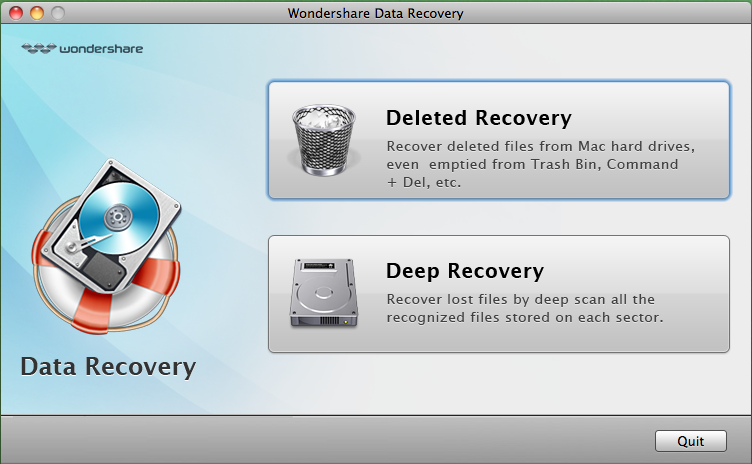 Wondershare Data Recovery
wondershare
Deleted Recovery
Recover deleted files from Mac hard drives,
even emptied from Trash Bin, Command
+ Del, etc.
Deep Recovery
Recover lost files by deep scan all the
recognized files stored on each sector.
Data Recovery
Quit